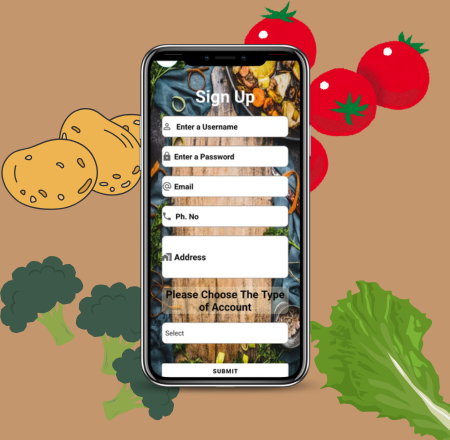 Sign Up
Enter a Username
Enter a Password
Email
Ph. No
Address
Please Choose The Type
of Account
Select
SUBMIT